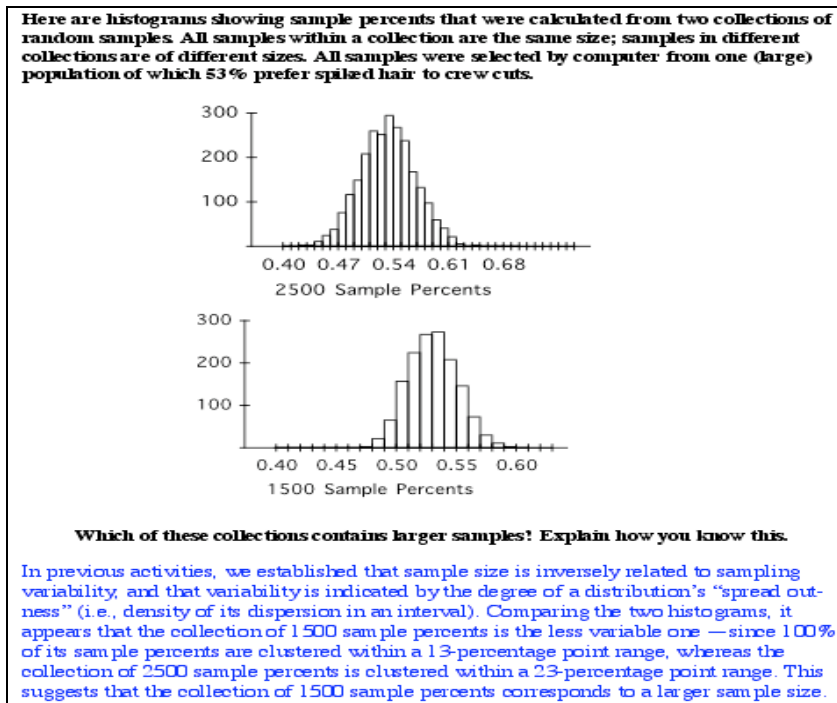 Here are histograms showing sample percents that were calculated from two collections of
random samples. All samples within a collection are the same size; samples in different
collections are of different sizes. All samples were selected by computer from one (large)
population of which 53% prefer spiked hair to crew cuts.
300
200
100
0.40 0.47 0.54 0.61 0.68
2500 Sample Percents
300
200
100
0.40 0.45 0.50 0.55 0.60
1500 Sample Percents
Which of these collections contains larger samples? Explain how you know this.
In previous activities, we established that sample size is inversely related to sampling
variability, and that variability is indicated by the degree of a distribution's “spread out-
ness” (i.e., density of its dispersion in an interval). Comparing the two histograms, it
appears that the collection of 1500 sample percents is the less variable one — since 100%
of its sample percents are clustered within a 13-percentage point range, whereas the
collection of 2500 sample percents is clustered within a 23-percentage point range. This
suggests that the collection of 1500 sample percents corresponds to a larger sample size.